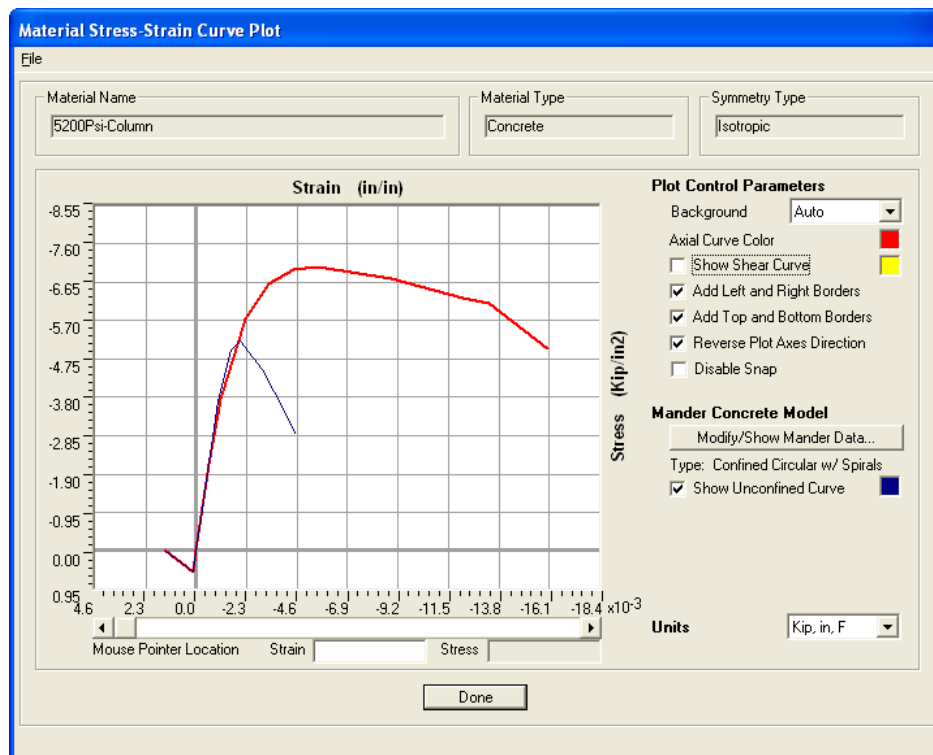 Material Stress-Strain Curve Plot
File
Material Name
5200Psi-Column
Material Type
Concrete
Symmetry Type
Isotropic
Strain (in/in)
-8.55
-7.60
-6.65
-5.70
-4.75
-3.80
-2.85
-1.90
-0.95
0.00
0.95
4.6 2.3 0.0 -2.3 -4.6 -6.9 -9.2 -11.5 -13.8 -16.1 -18.4 x10-3
Stress (Kip/in2)
Mouse Pointer Location Strain Stress
Plot Control Parameters
Background Auto
Axial Curve Color
Show Shear Curve
Add Left and Right Borders
Add Top and Bottom Borders
Reverse Plot Axes Direction
Disable Snap
Mander Concrete Model
Modify/Show Mander Data...
Type: Confined Circular w/ Spirals
Show Unconfined Curve
Units Kip, in, F
Done